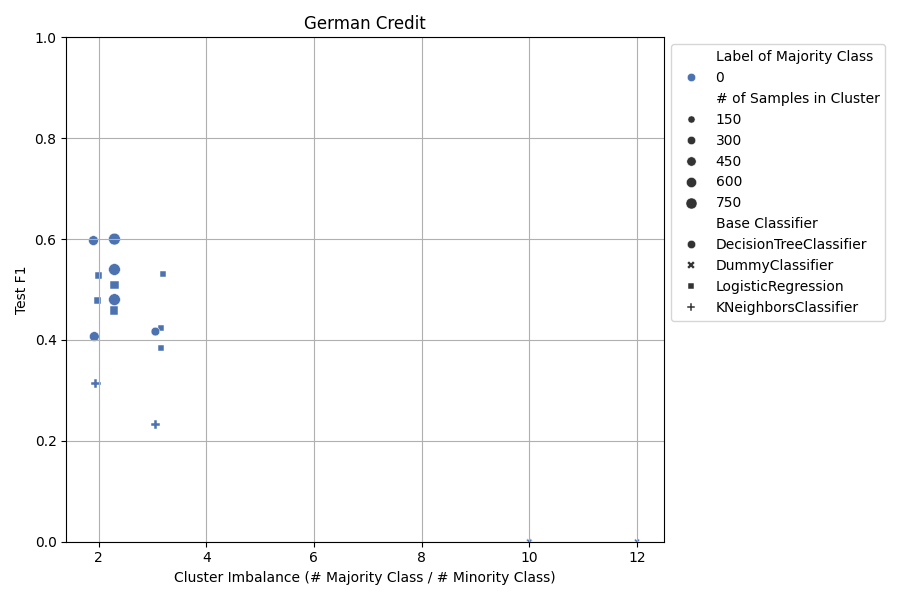 German Credit
1.0
0.8
0.6
0.4
0.2
0.0
Test F1
2
4
6
8
10
12
Cluster Imbalance (# Majority Class / # Minority Class)
Label of Majority Class
0
# of Samples in Cluster
150
300
450
600
750
Base Classifier
DecisionTreeClassifier
DummyClassifier
LogisticRegression
KNeighborsClassifier